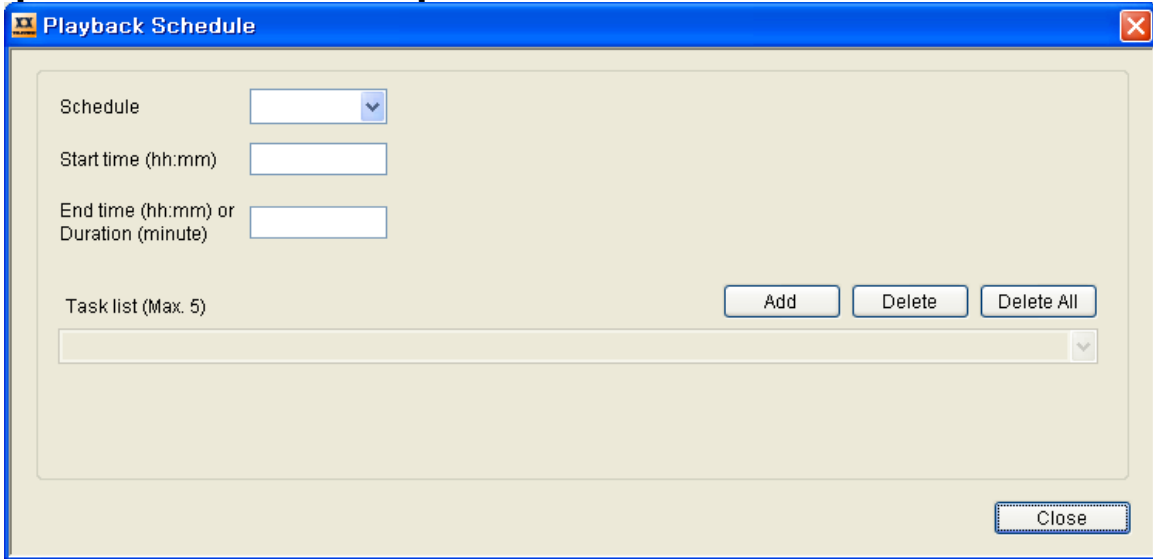 XX
Playback Schedule
Schedule
Start time (hh:mm)
End time (hh:mm) or
Duration (minute)
Task list (Max. 5)
Add
Delete
Delete All
Close